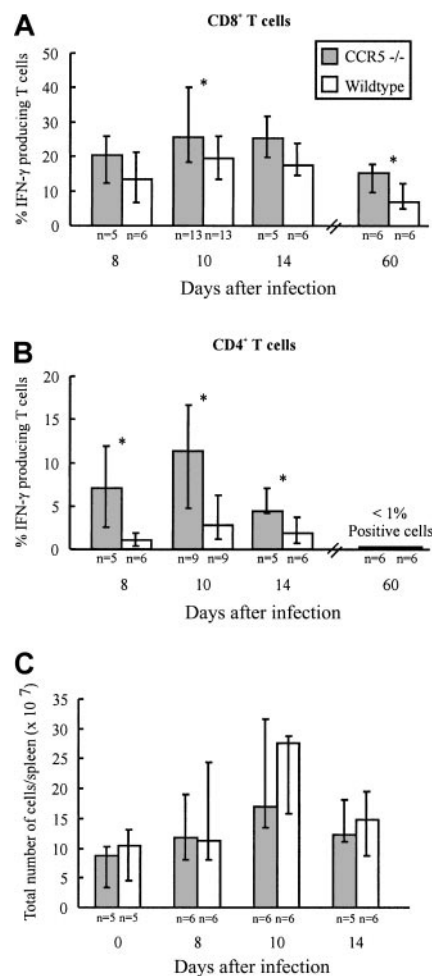 A
CD8+ T cells
% IFN-γ producing T cells
50
40
30
20
10
0
CCR5 -/-
Wildtype
*
*
n=5 n=6
n=13 n=13
n=5 n=6
n=6 n=6
8
10
14
60
Days after infection
B
CD4+ T cells
% IFN-γ producing T cells
20
15
10
5
0
*
*
*
< 1%
Positive cells
n=5 n=6
n=9 n=9
n=5 n=6
n=6 n=6
8
10
14
60
Days after infection
C
Total number of cells/spleen (x 10 7)
35
30
25
20
15
10
5
0
n=5 n=5
n=6 n=6
n=6 n=6
n=5 n=6
0
8
10
14
Days after infection